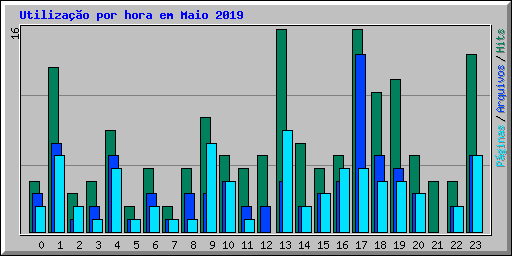 Utilização por hora em Maio 2019
16
Páginas / Arquivos / Hits
0 1 2 3 4 5 6 7 8 9 10 11 12 13 14 15 16 17 18 19 20 21 22 23